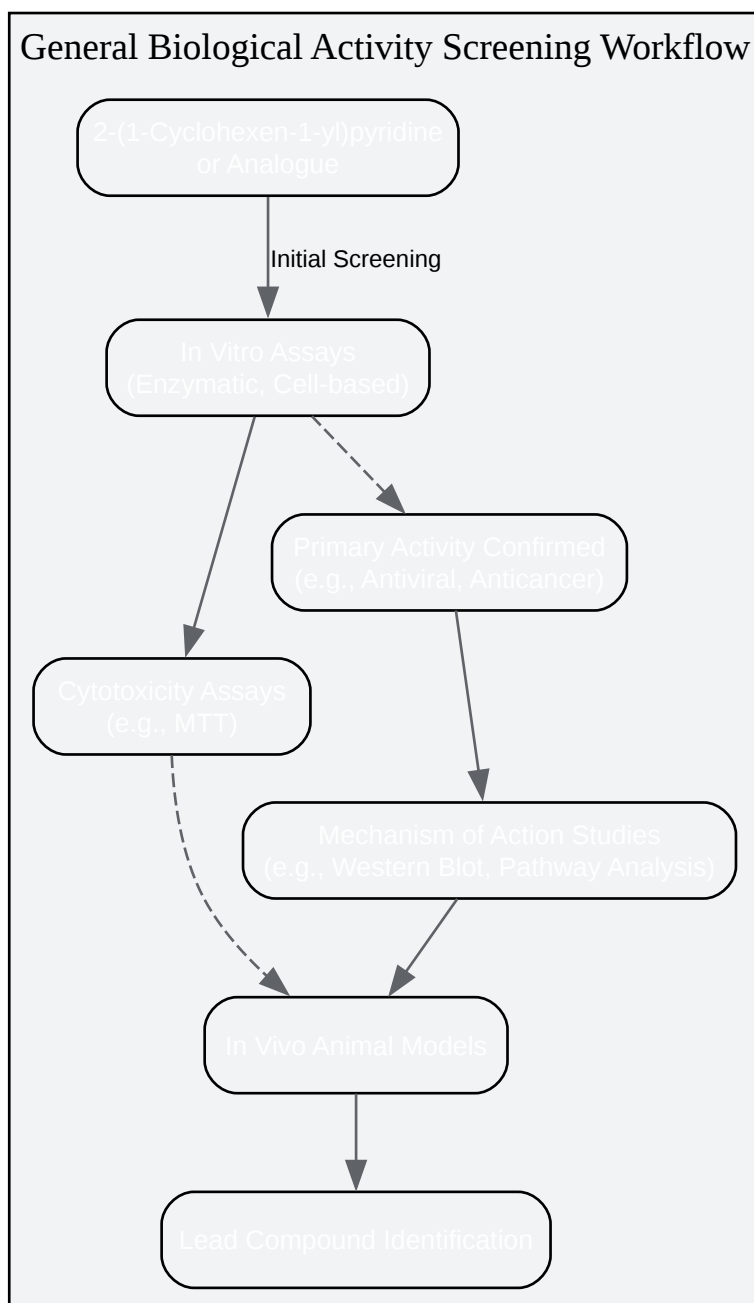 General Biological Activity Screening Workflow
2-(1-Cyclohexen-1-yl)pyridine
or Analogue
Initial Screening
In Vitro Assays
(Enzymatic, Cell-based)
Primary Activity Confirmed
(e.g., Antiviral, Anticancer)
Cytotoxicity Assays
(e.g., MTT)
Mechanism of Action Studies
(e.g., Western Blot, Pathway Analysis)
In Vivo Animal Models
Lead Compound Identification